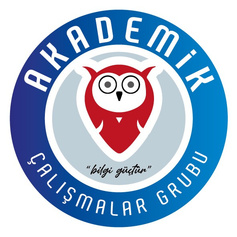 AKADEMİK
"bilgi güçtür"
ÇALIŞMALAR GRUBU